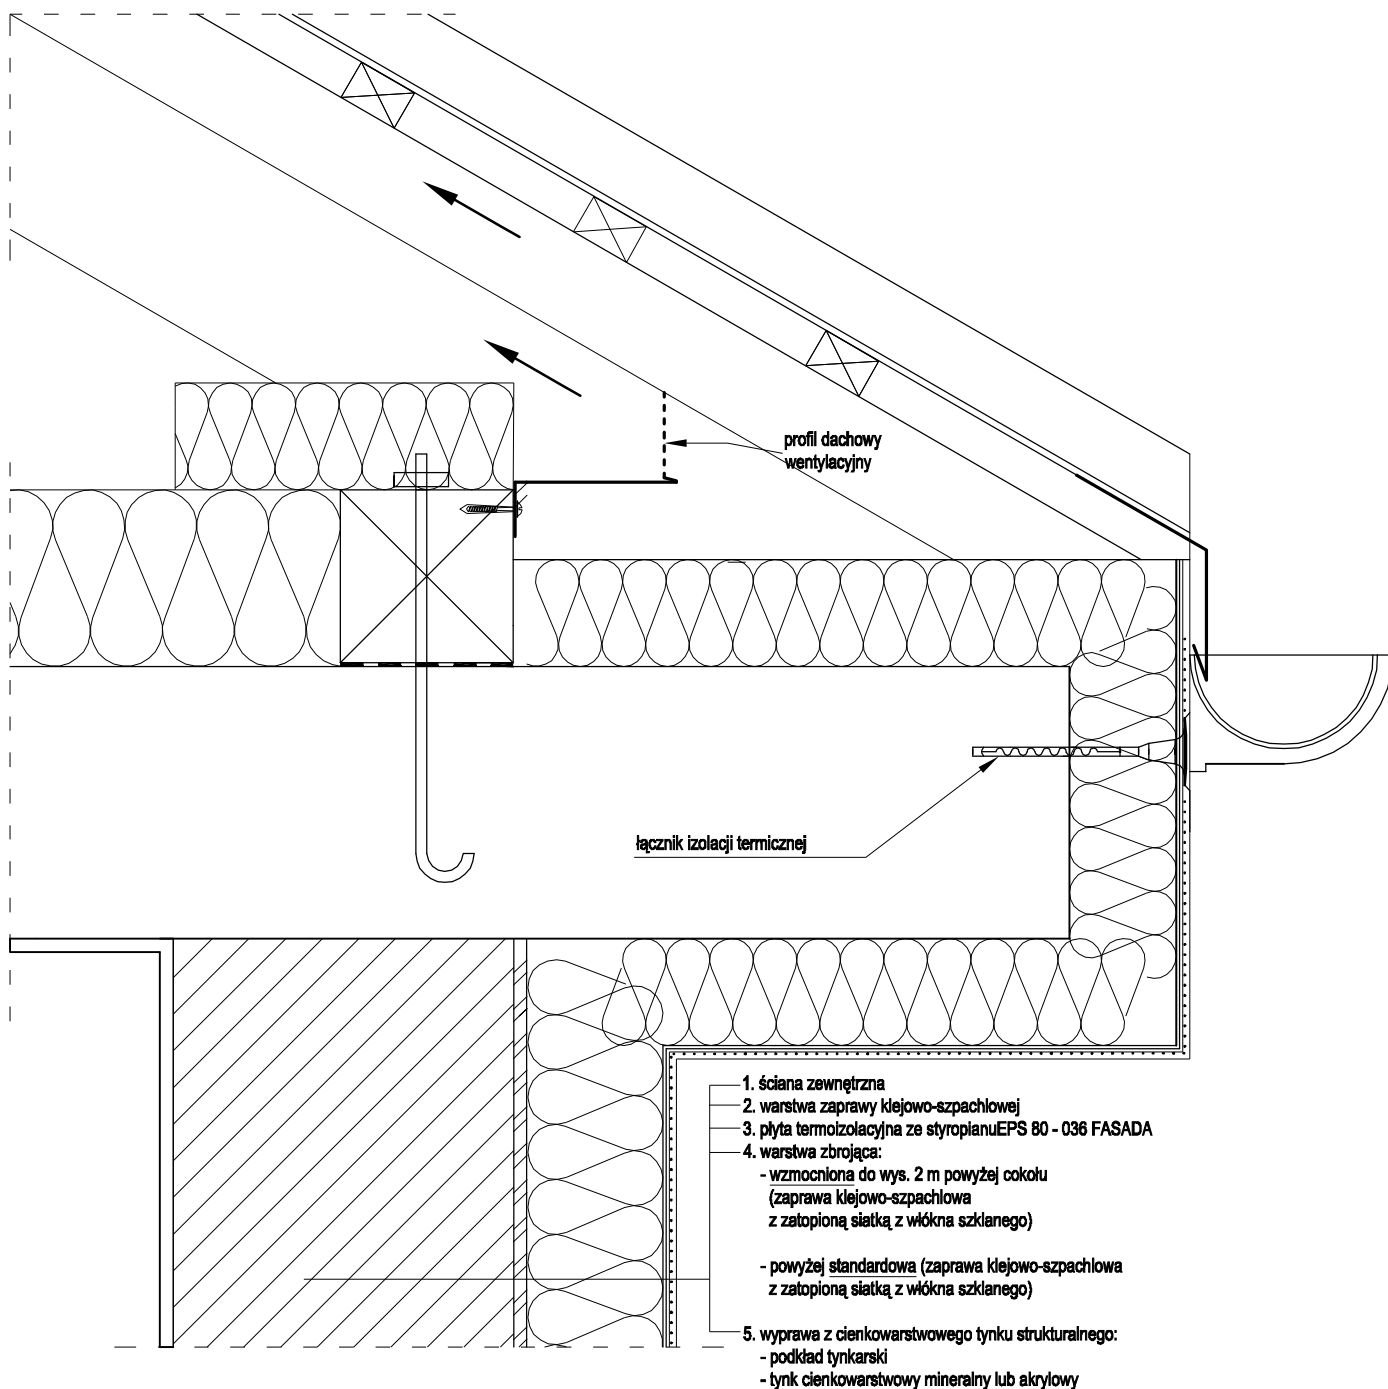 profil dachowy
wentylacyjny
łącznik izolacji termicznej
1. ściana zewnętrzna
2. warstwa zaprawy klejowo-szpachlowej
3. płyta termoizolacyjna ze styropianuEPS 80 - 036 FASADA
4. warstwa zbrojąca:
- wzmocniona do wys. 2 m powyżej cokołu
(zaprawa klejowo-szpachlowa
z zatopioną siatką z włókna szklanego)
- powyżej standardowa (zaprawa klejowo-szpachlowa
z zatopioną siatką z włókna szklanego)
5. wyprawa z cienkowarstwowego tynku strukturalnego:
- podkład tynkarski
- tynk cienkowarstwowy mineralny lub akrylowy